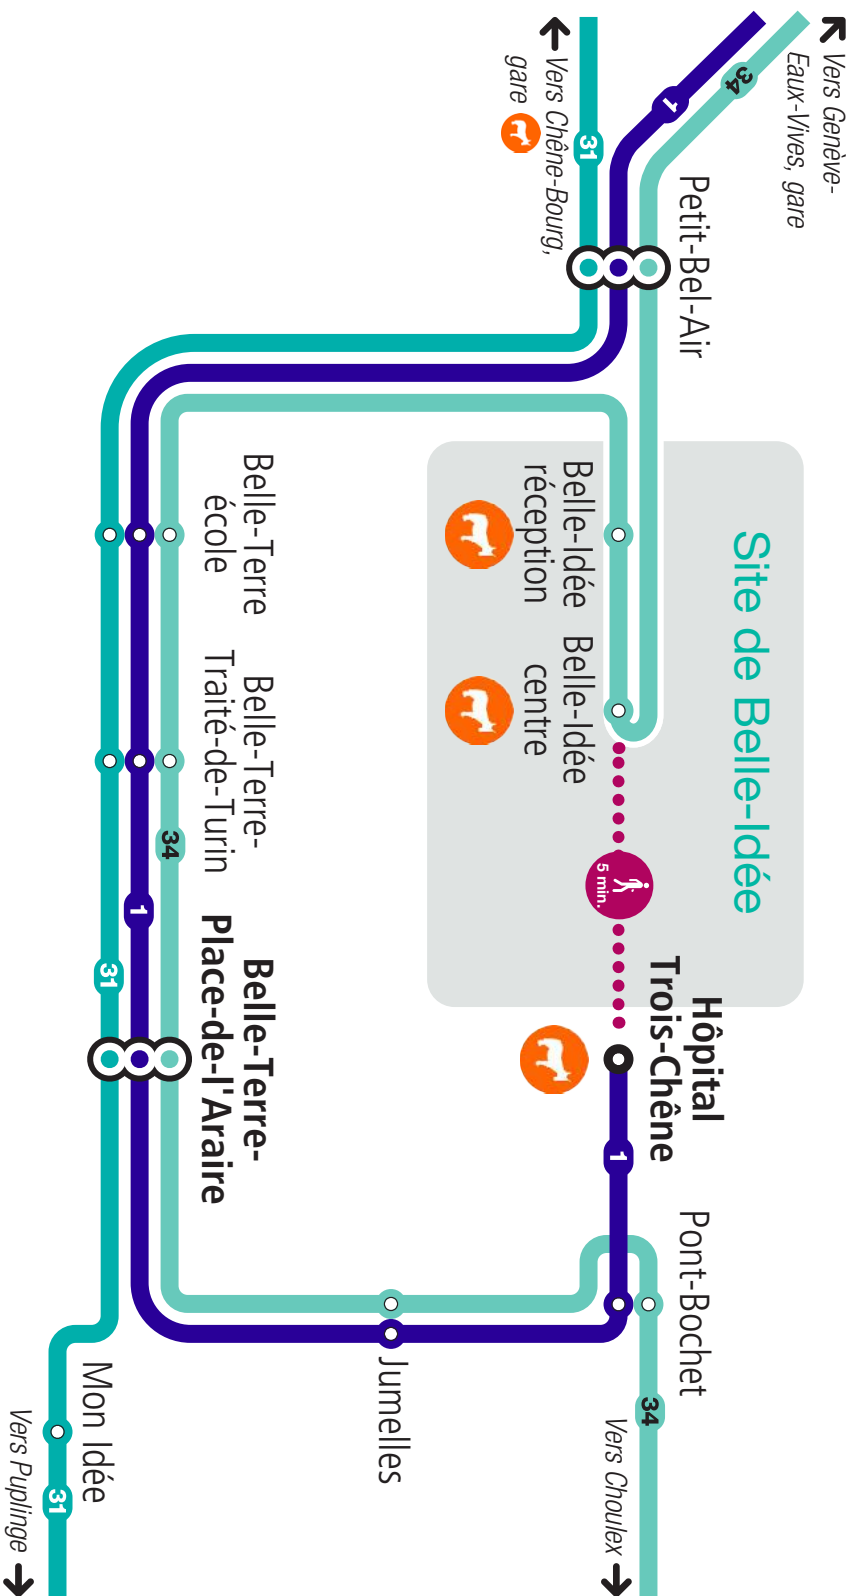 Vers Genève-
Eaux-Vives, gare
34
1
31
Vers Chêne-Bourg,
gare
Petit-Bel-Air
Site de Belle-Idée
Belle-Idée
réception
Belle-Idée
centre
5 min.
Hôpital
Trois-Chêne
1
Pont-Bochet
34
Vers Choulex
Belle-Terre
école
Belle-Terre-
Traité-de-Turin
34
1
31
Belle-Terre-
Place-de-l'Araire
Jumelles
Mon Idée
31
Vers Puplinge